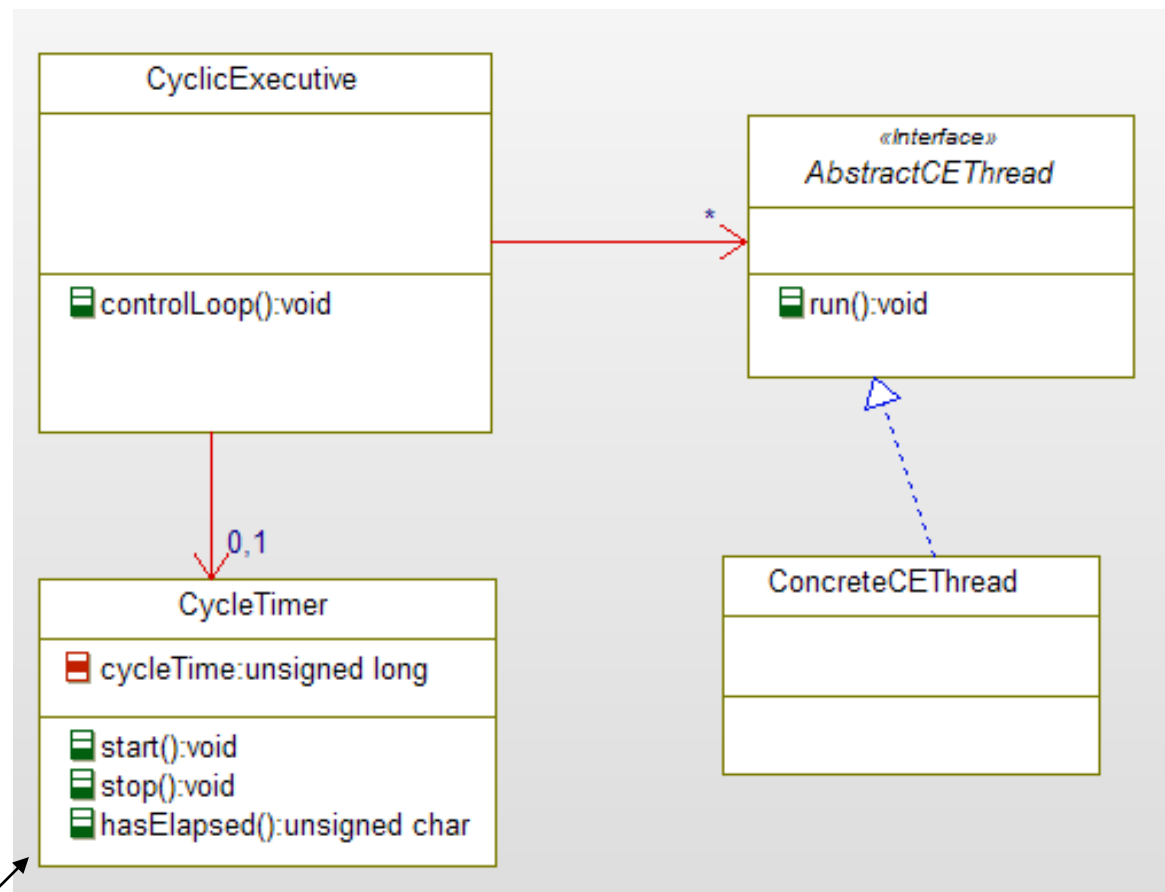 CyclicExecutive
controlLoop():void
«Interface»
AbstractCEThread
run():void
*
0,1
CycleTimer
cycleTime:unsigned long
start():void
stop():void
hasElapsed():unsigned char
ConcreteCEThread